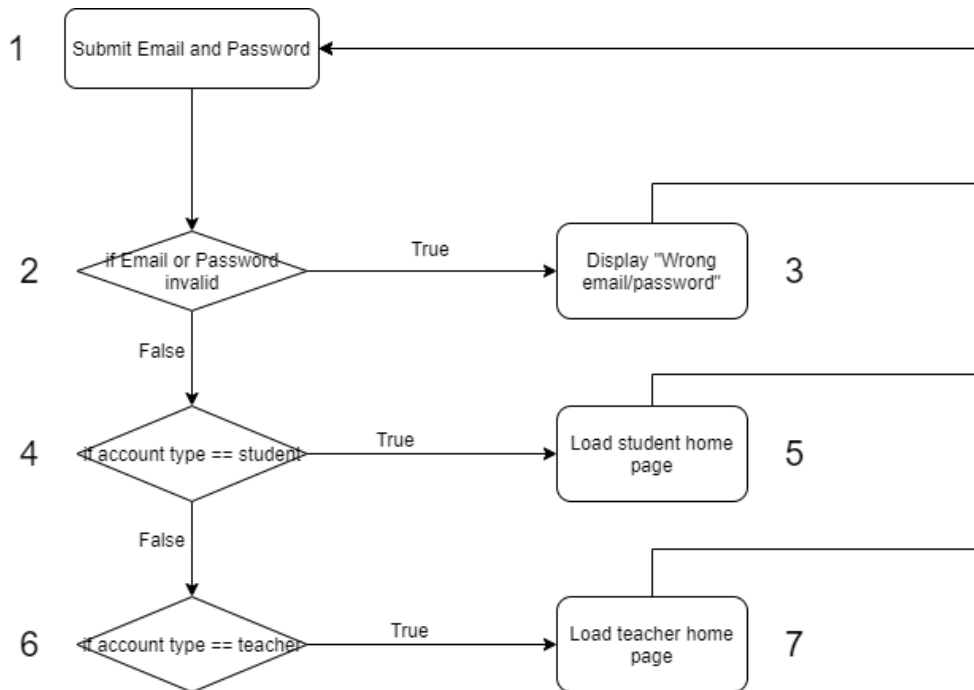 1
Submit Email and Password
2
if Email or Password
invalid
True
Display "Wrong
email/password"
3
False
4
if account type == student
True
Load student home
page
5
False
6
if account type == teacher
True
Load teacher home
page
7